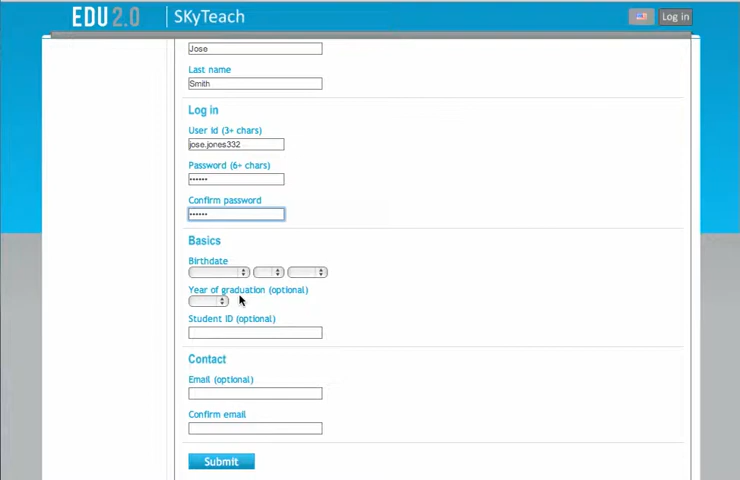 EDU 2.0 SKyTeach Log in
Jose
Last name
Smith
Log in
User id (3+ chars)
jose.jones332
Password (6+ chars)
••••••
Confirm password
••••••
Basics
Birthdate
Year of graduation (optional)
Student ID (optional)
Contact
Email (optional)
Confirm email
Submit